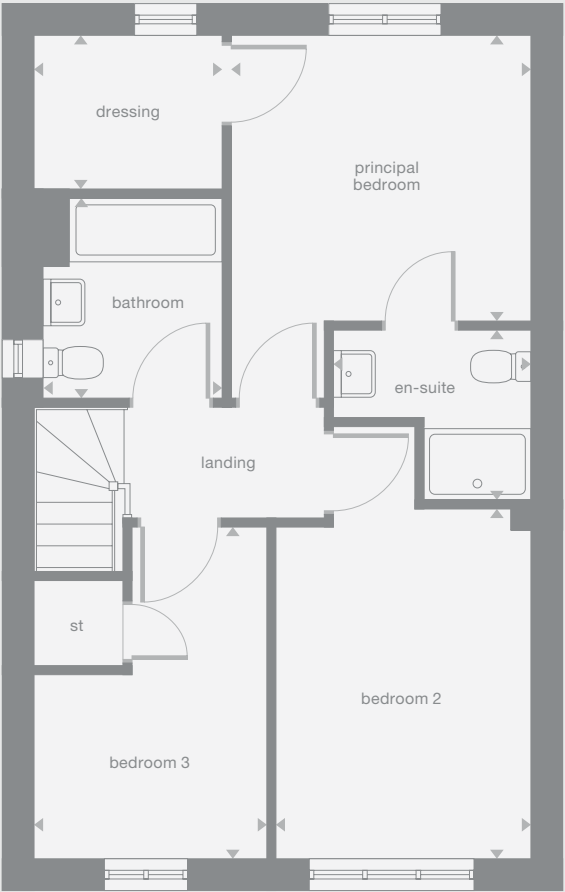 dressing
principal
bedroom
bathroom
en-suite
landing
st
bedroom 2
bedroom 3